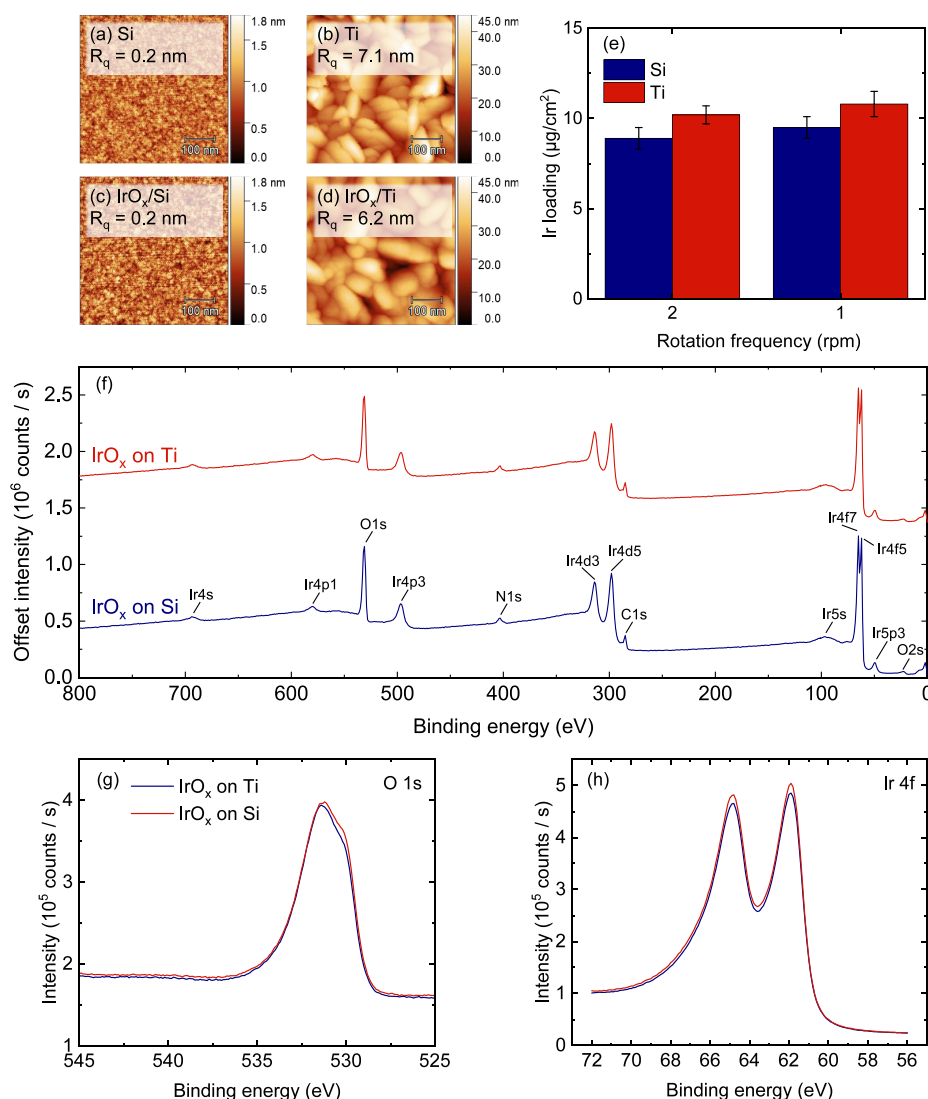 (a) Si
R_q = 0.2 nm
100 nm
1.8 nm
1.5
1.0
0.5
0.0
(b) Ti
R_q = 7.1 nm
100 nm
45.0 nm
40.0
30.0
20.0
10.0
0.0
(c) IrO_x/Si
R_q = 0.2 nm
100 nm
1.8 nm
1.5
1.0
0.5
0.0
(d) IrO_x/Ti
R_q = 6.2 nm
100 nm
45.0 nm
40.0
30.0
20.0
10.0
0.0
(e)
Si
Ti
Ir loading (µg/cm²)
15
10
5
0
2 1
Rotation frequency (rpm)
(f)
Offset intensity (10⁶ counts / s)
2.5
2.0
1.5
1.0
0.5
0.0
IrO_x on Ti
IrO_x on Si
Ir4s
Ir4p1
O1s
Ir4p3
N1s
Ir4d3
Ir4d5
C1s
Ir5s
Ir4f7
Ir4f5
Ir5p3
O2s
800 700 600 500 400 300 200 100 0
Binding energy (eV)
(g)
O 1s
IrO_x on Ti
IrO_x on Si
Intensity (10⁵ counts / s)
4
3
2
1
545 540 535 530 525
Binding energy (eV)
(h)
Ir 4f
Intensity (10⁵ counts / s)
5
4
3
2
1
0
72 70 68 66 64 62 60 58 56
Binding energy (eV)